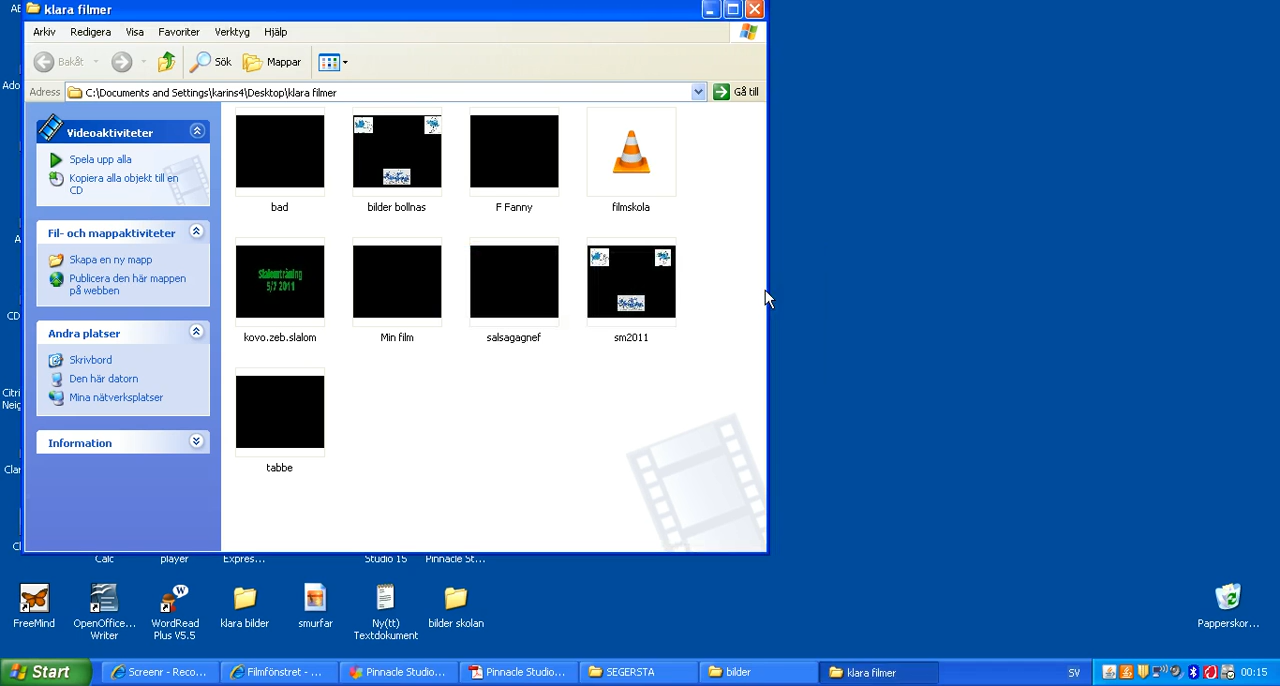 klara filmer
Arkiv Redigera Visa Favoriter Verktyg Hjälp
Bakåt Sök Mappar
Adress C:\Documents and Settings\karins4\Desktop\klara filmer Gå till
Videoaktiviteter
Spela upp alla
Kopiera alla objekt till en
CD
Fil- och mappaktiviteter
Skapa en ny mapp
Publicera den här mappen
på webben
Andra platser
Skrivbord
Den här datorn
Mina nätverksplatser
Information
bad bilder bollnas F Fanny filmskola
Slalomträning
5/7 2011
kovo.zeb.slalom Min film salsagagnef sm2011
tabbe
Ado
CD
Citri
Neig
Clar
Calc player Expres... Studio 15 Pinnacle St...
FreeMind OpenOffice... WordRead klara bilder smurfar Ny(tt) bilder skolan Papperskor...
Writer Plus V5.5 Textdokument
Start Screenr - Reco... Filmfönstret - ... Pinnacle Studio... Pinnacle Studio... SEGERSTA bilder klara filmer SV 00:15